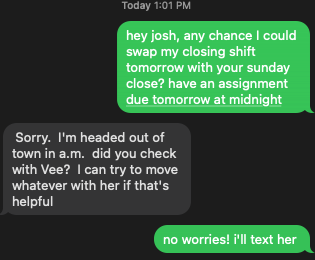 Today 1:01 PM
hey josh, any chance I could
swap my closing shift
tomorrow with your sunday
close? have an assignment
due tomorrow at midnight
Sorry.  I'm headed out of
town in a.m.  did you check
with Vee?  I can try to move
whatever with her if that's
helpful
no worries! i'll text her